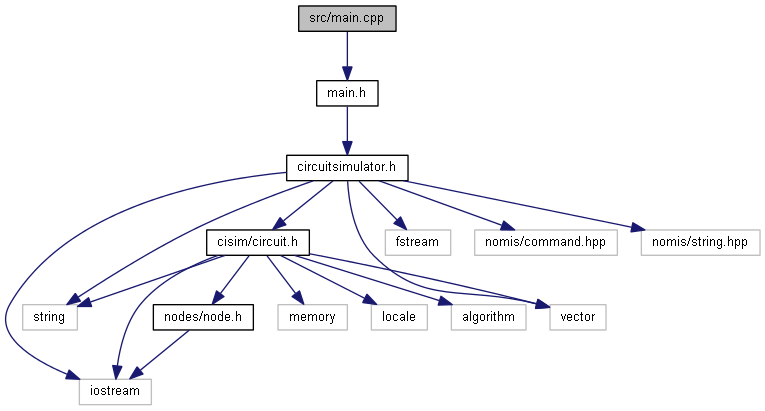 src/main.cpp
main.h
circuitsimulator.h
cisim/circuit.h
fstream
nomis/command.hpp
nomis/string.hpp
string
nodes/node.h
memory
locale
algorithm
vector
iostream